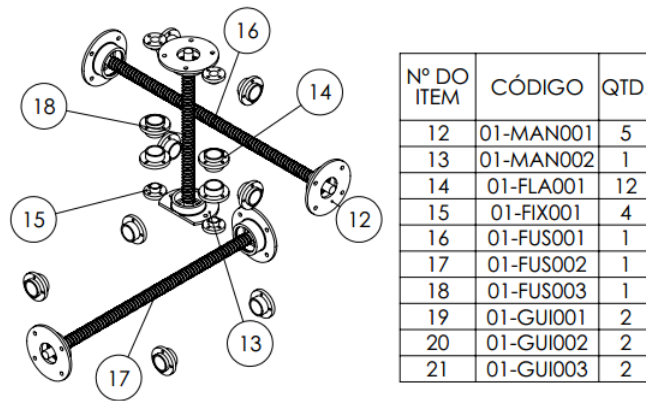 16
18
14
15
12
13
17
Nº DO ITEM CÓDIGO QTD.
12 01-MAN001 5
13 01-MAN002 1
14 01-FLA001 12
15 01-FIX001 4
16 01-FUS001 1
17 01-FUS002 1
18 01-FUS003 1
19 01-GUI001 2
20 01-GUI002 2
21 01-GUI003 2